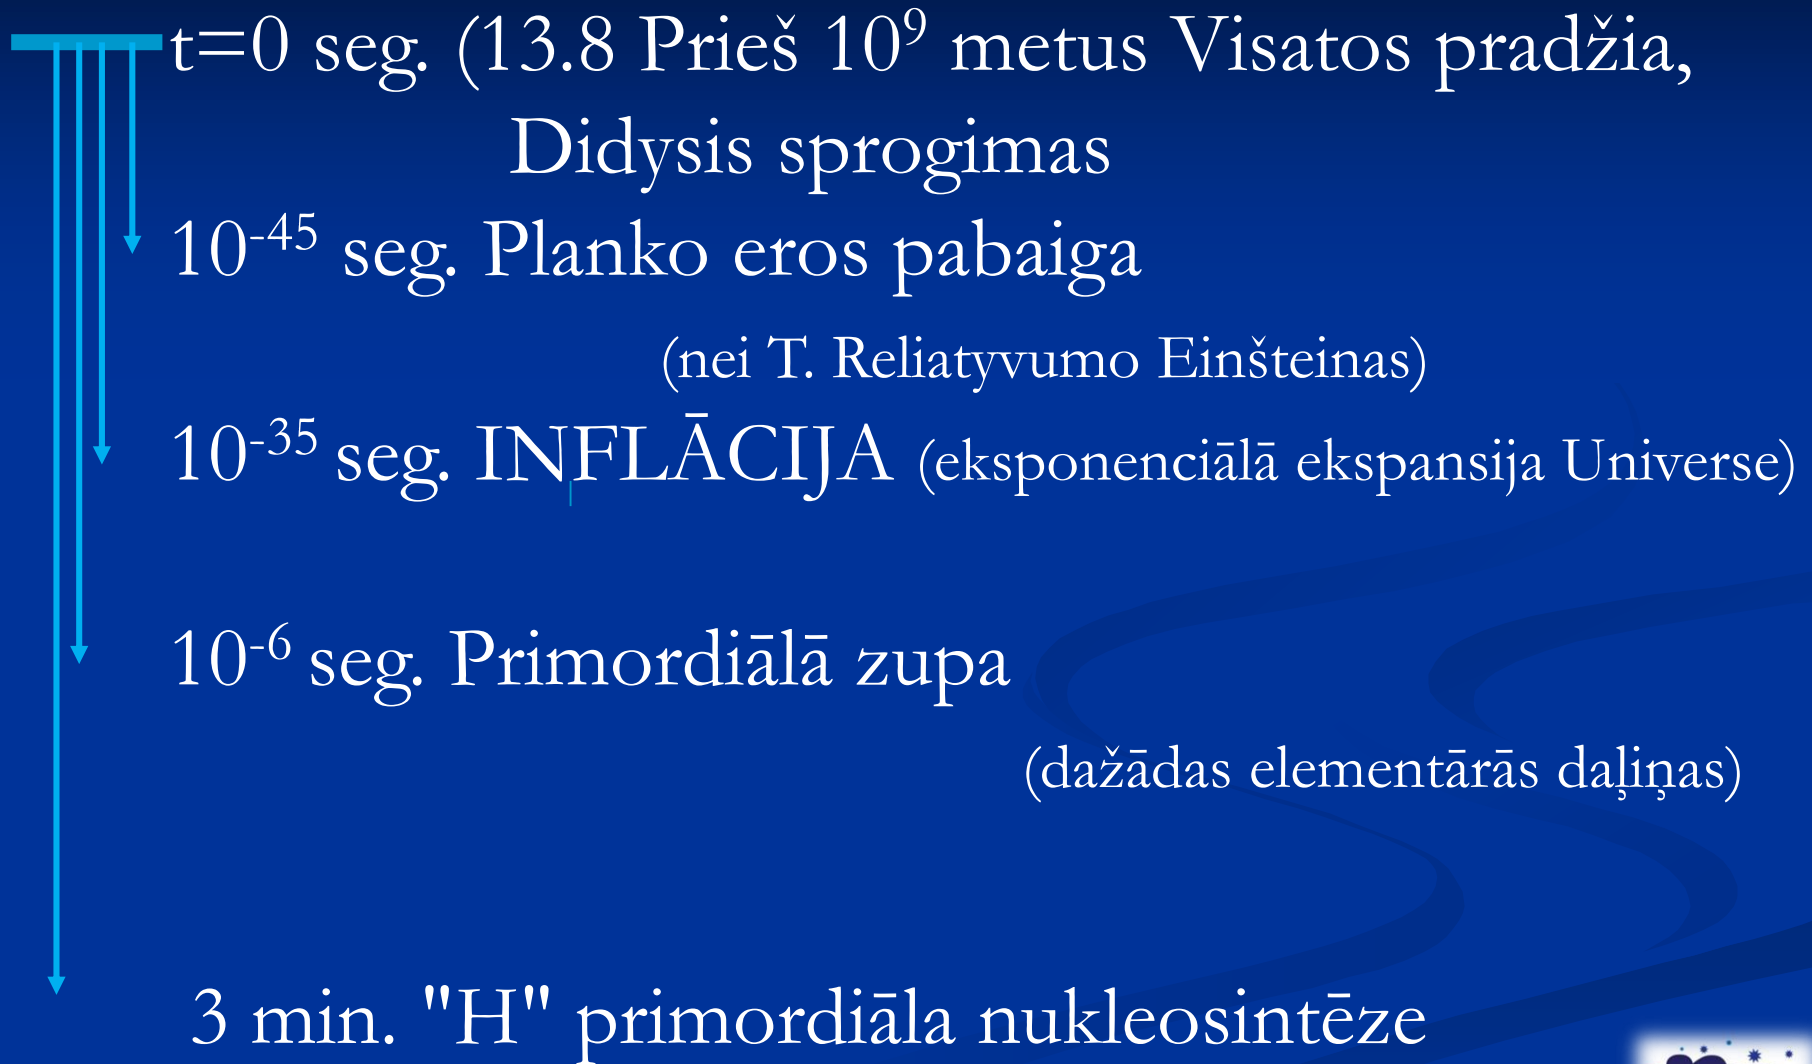 t=0 seg. (13.8 Prieš 10⁹ metus Visatos pradžia,
Didysis sprogimas
10⁻⁴⁵ seg. Planko eros pabaiga
(nei T. Reliatyvumo Einšteinas)
10⁻³⁵ seg. INFLĀCIJA (eksponenciālā ekspansija Universe)
10⁻⁶ seg. Primordiālā zupa
(dažādas elementārās daļiņas)
3 min. "H" primordiāla nukleosintēze